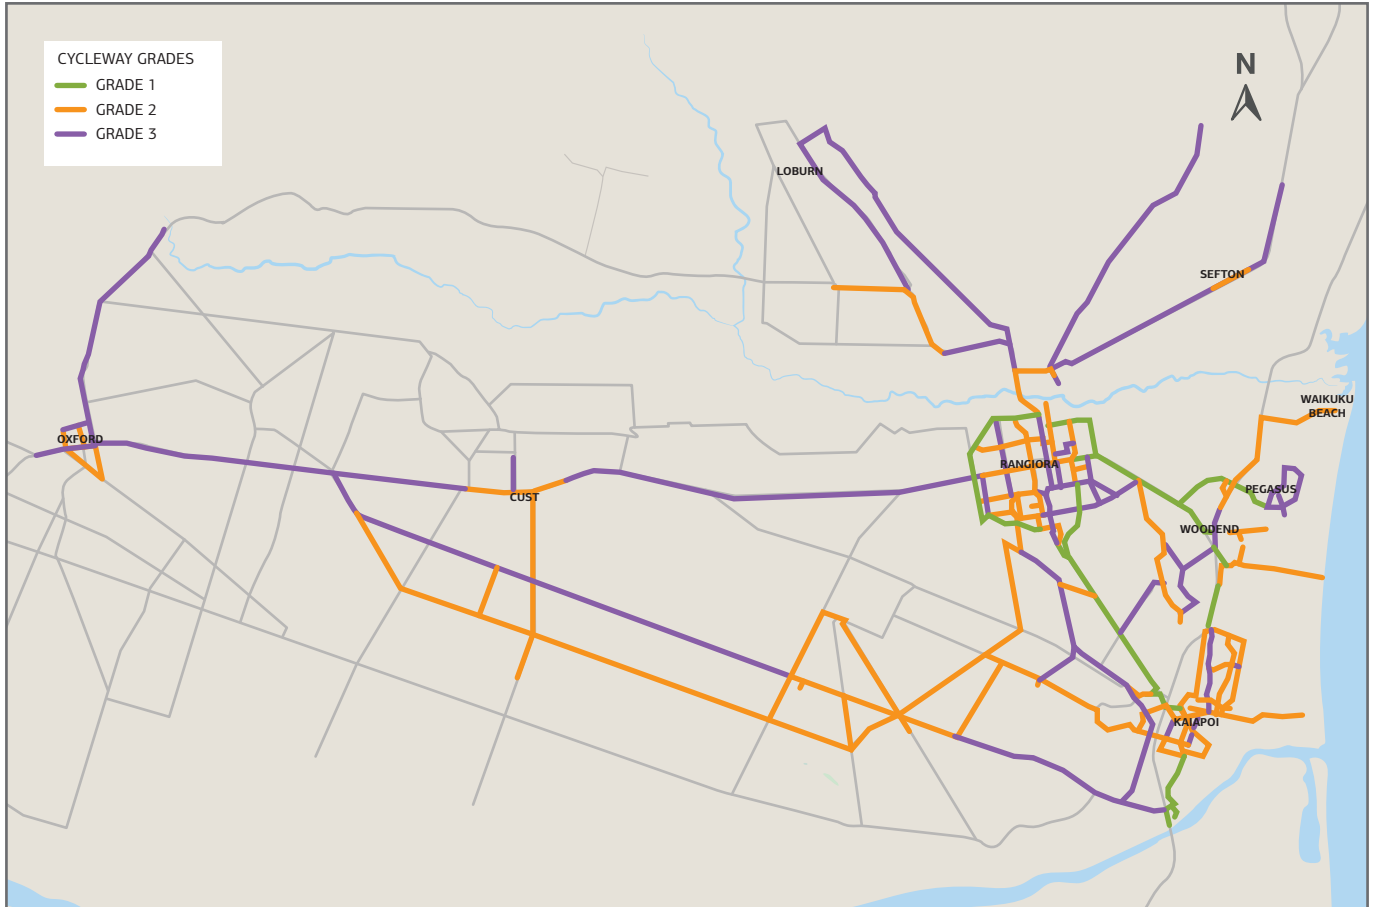 CYCLEWAY GRADES
GRADE 1
GRADE 2
GRADE 3
N
LOBURN
SEFTON
WAIKUKU
BEACH
OXFORD
RANGIORA
PEGASUS
CUST
WOODEND
KAIAPOI